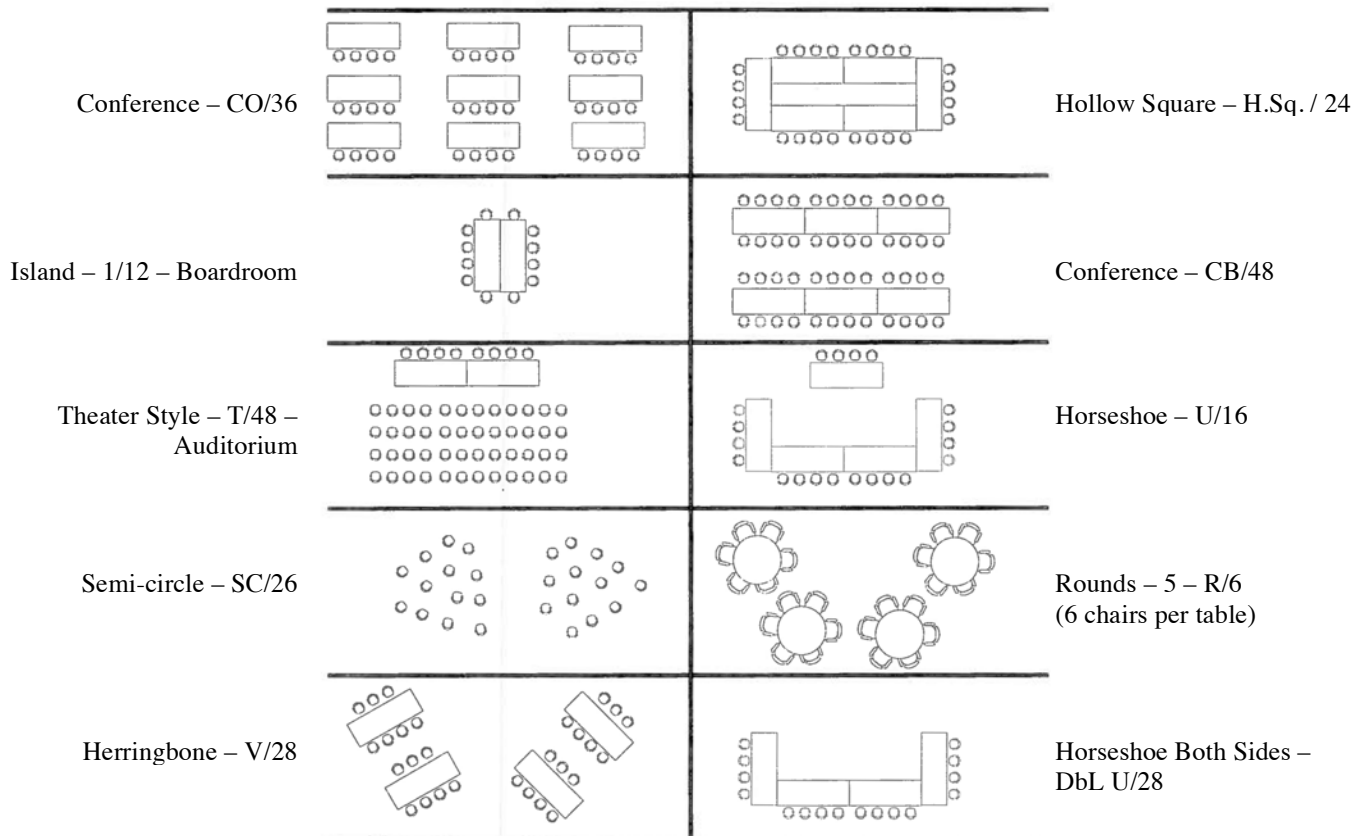 Conference – CO/36
Hollow Square – H.Sq. / 24
Island – 1/12 – Boardroom
Conference – CB/48
Theater Style – T/48 –
Auditorium
Horseshoe – U/16
Semi-circle – SC/26
Rounds – 5 – R/6
(6 chairs per table)
Herringbone – V/28
Horseshoe Both Sides –
DbL U/28